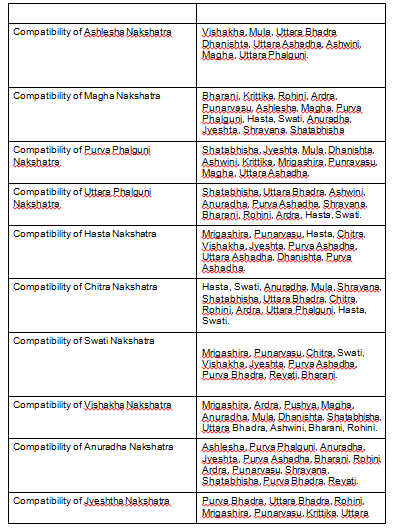 Compatibility of Ashlesha Nakshatra
Vishakha, Mula, Uttara Bhadra
Dhanishta, Uttara Ashadha, Ashwini,
Magha, Uttara Phalguni.
Compatibility of Magha Nakshatra
Bharani, Krittika, Rohini, Ardra,
Punarvasu, Ashlesha, Magha, Purva
Phalguni, Hasta, Swati, Anuradha,
Jyeshta, Shravana, Shatabhisha
Compatibility of Purva Phalguni
Nakshatra.
Shatabhisha, Jyeshta, Mula, Dhanishta,
Ashwini, Krittika, Mrigashira, Punravasu,
Magha, Uttara Ashadha.
Compatibility of Uttara Phalguni
Nakshatra.
Shatabhisha, Uttara Bhadra, Ashwini,
Anuradha, Purva Ashadha, Shravana,
Bharani, Rohini, Ardra, Hasta, Swati.
Compatibility of Hasta Nakshatra
Mrigashira, Punarvasu, Hasta, Chitra,
Vishakha, Jyeshta, Purva Ashadha,
Uttara Ashadha, Dhanishta, Purva
Ashadha.
Compatibility of Chitra Nakshatra
Hasta, Swati, Anuradha, Mula, Shravana,
Shatabhisha, Uttara Bhadra, Chitra,
Rohini, Ardra, Uttara Phalguni, Hasta,
Swati.
Compatibility of Swati Nakshatra
Mrigashira, Punarvasu, Chitra, Swati,
Vishakha, Jyeshta, Purva Ashadha,
Purva Bhadra, Revati, Bharani.
Compatibility of Vishakha Nakshatra
Mrigashira, Ardra, Pushya, Magha,
Anuradha, Mula, Dhanishta, Shatabhisha,
Uttara Bhadra, Ashwini, Bharani, Rohini.
Compatibility of Anuradha Nakshatra
Ashlesha, Purva Phalguni, Anuradha,
Jyeshta, Purva Ashadha, Bharani, Rohini,
Ardra, Punarvasu, Shravana,
Shatabhisha, Purva Bhadra, Revati.
Compatibility of Jyeshtha Nakshatra
Purva Bhadra, Uttara Bhadra, Rohini,
Mrigashira, Punarvasu, Krittika, Uttara